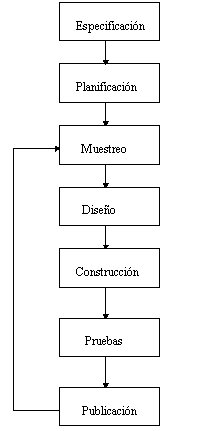 Especificación
Planificación
Muestreo
Diseño
Construcción
Pruebas
Publicación